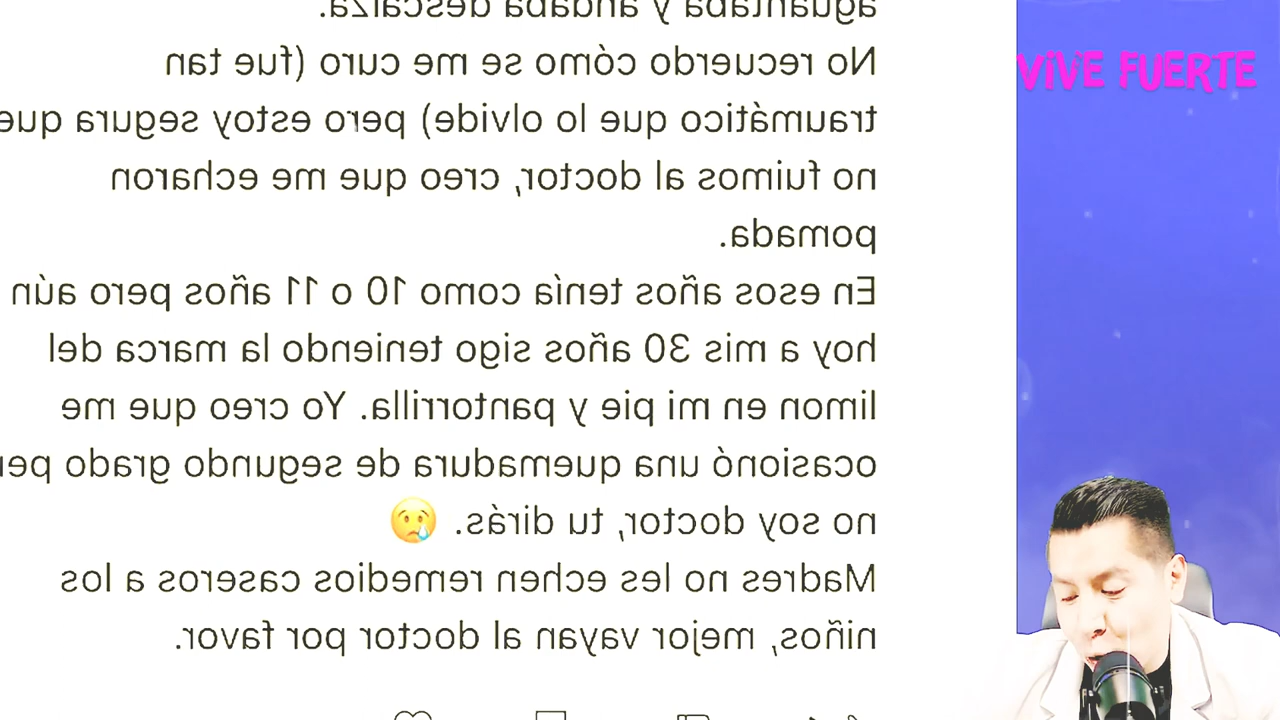 aguantaba y andaba descalza.
No recuerdo cómo se me curo (fue tan
traumático que lo olvide) pero estoy segura que
no fuimos al doctor, creo que me echaron
pomada.
En esos años tenía como 10 o 11 años pero aún
hoy a mis 30 años sigo teniendo la marca del
limon en mi pie y pantorrilla. Yo creo que me
ocasionó una quemadura de segundo grado per
no soy doctor, tu dirás. 😢
Madres no les echen remedios caseros a los
niños, mejor vayan al doctor por favor.
VIVE FUERTE